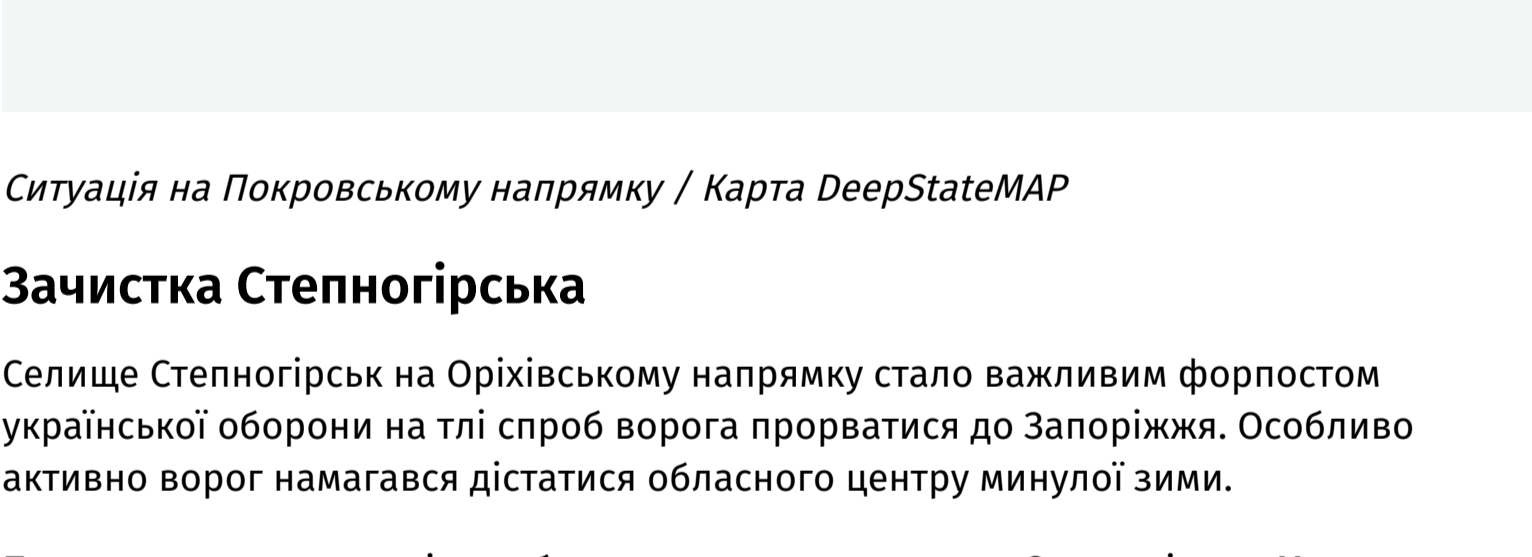 Ситуація на Покровському напрямку / Карта DeepStateMAP
Зачистка Степногірська
Селище Степногірськ на Оріхівському напрямку стало важливим форпостом
української оборони на тлі спроб ворога прорватися до Запоріжжя. Особливо
активно ворог намагався дістатися обласного центру минулої зими.